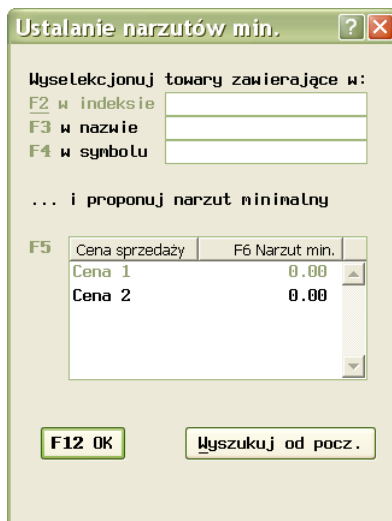 Ustalanie narzutów min.
Wyselekcjonuj towary zawierające w:
F2 w indeksie
F3 w nazwie
F4 w symbolu
... i proponuj narzut minimalny
F5 Cena sprzedaży F6 Narzut min.
Cena 1 0.00
Cena 2 0.00
F12 OK Wyszukuj od pocz.